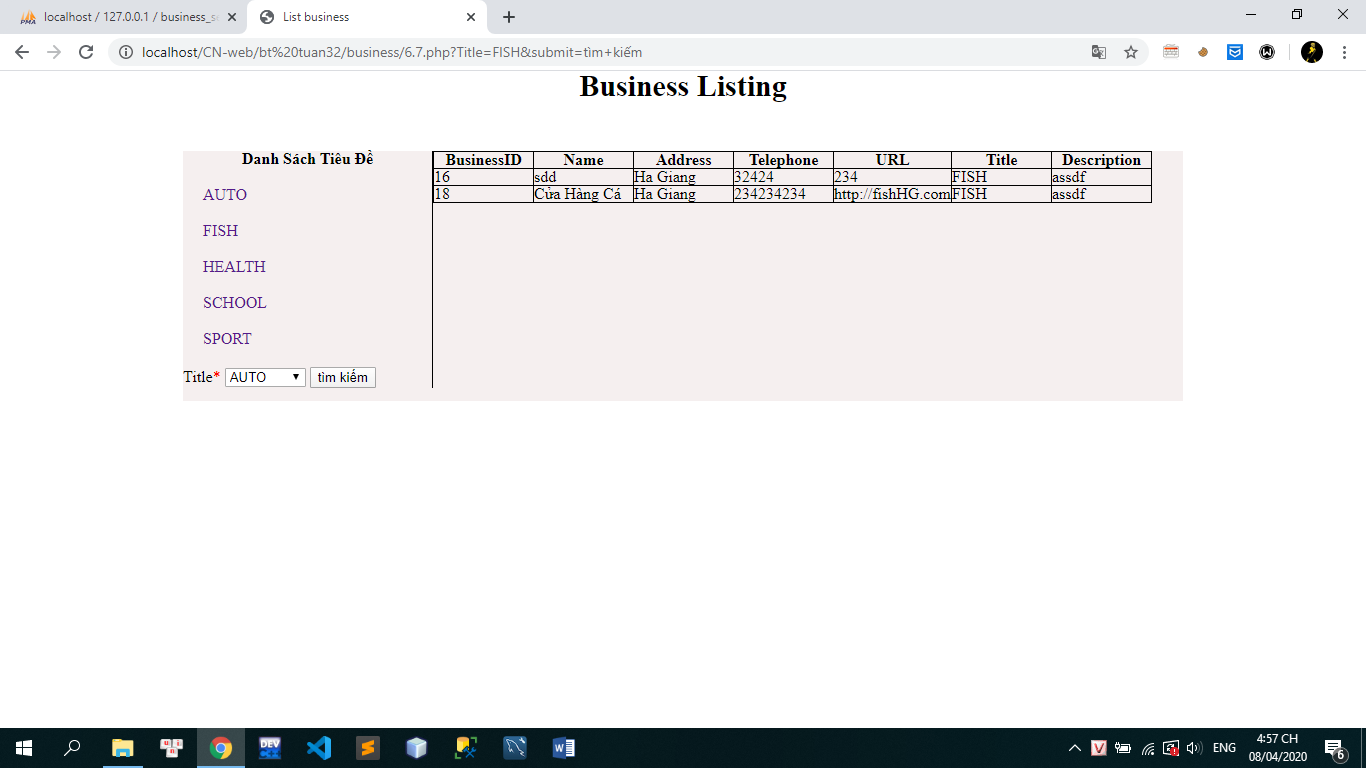 localhost / 127.0.0.1 / business_s
List business
localhost/CN-web/bt%20tuan32/business/6.7.php?Title=FISH&submit=tìm+kiếm
Business Listing
Danh Sách Tiêu Đề
AUTO
FISH
HEALTH
SCHOOL
SPORT
Title* AUTO tìm kiếm
BusinessID Name Address Telephone URL Title Description
16 sdd Ha Giang 32424 234 FISH assdf
18 Cửa Hàng Cá Ha Giang 234234234 http://fishHG.com FISH assdf
ENG
4:57 CH
08/04/2020
6